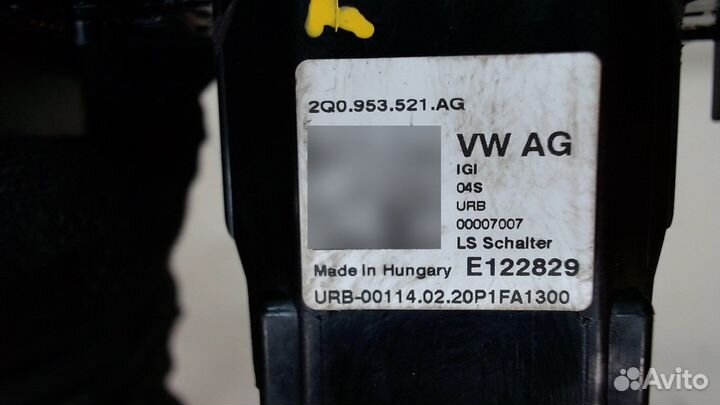 2Q0.953.521.AG
VW AG
IGI
04S
URB
00007007
LS Schalter
Made in Hungary E122829
URB-00114.02.20P1FA1300
Avito